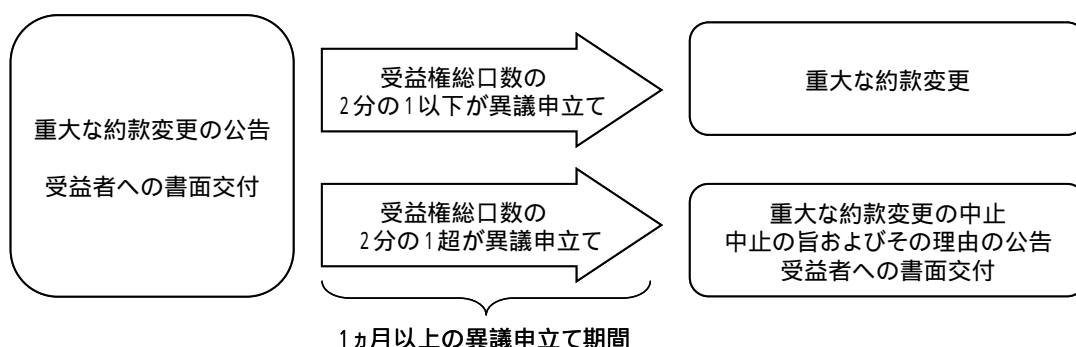 重大な約款変更の公告
受益者への書面交付
受益権総口数の
2分の1以下が異議申立て
重大な約款変更
受益権総口数の
2分の1超が異議申立て
重大な約款変更の中止
中止の旨およびその理由の公告
受益者への書面交付
1ヵ月以上の異議申立て期間